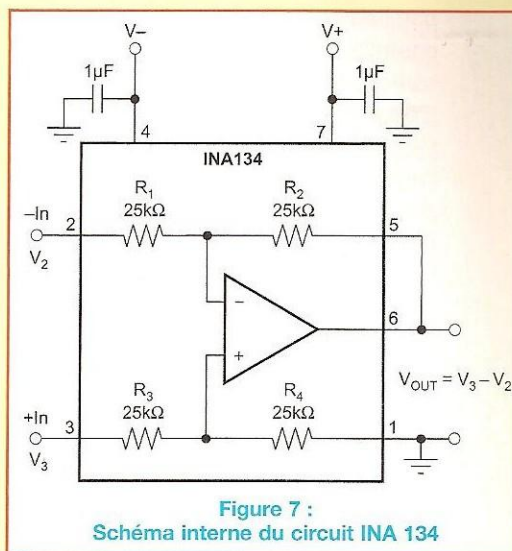 V– V+
1µF 1µF
4 7
INA134
R1 R2
25kΩ 25kΩ
–In 2 5
V2
–
6
+
VOUT = V3 – V2
R3 R4
25kΩ 25kΩ
+In 3 1
V3
Figure 7 :
Schéma interne du circuit INA 134